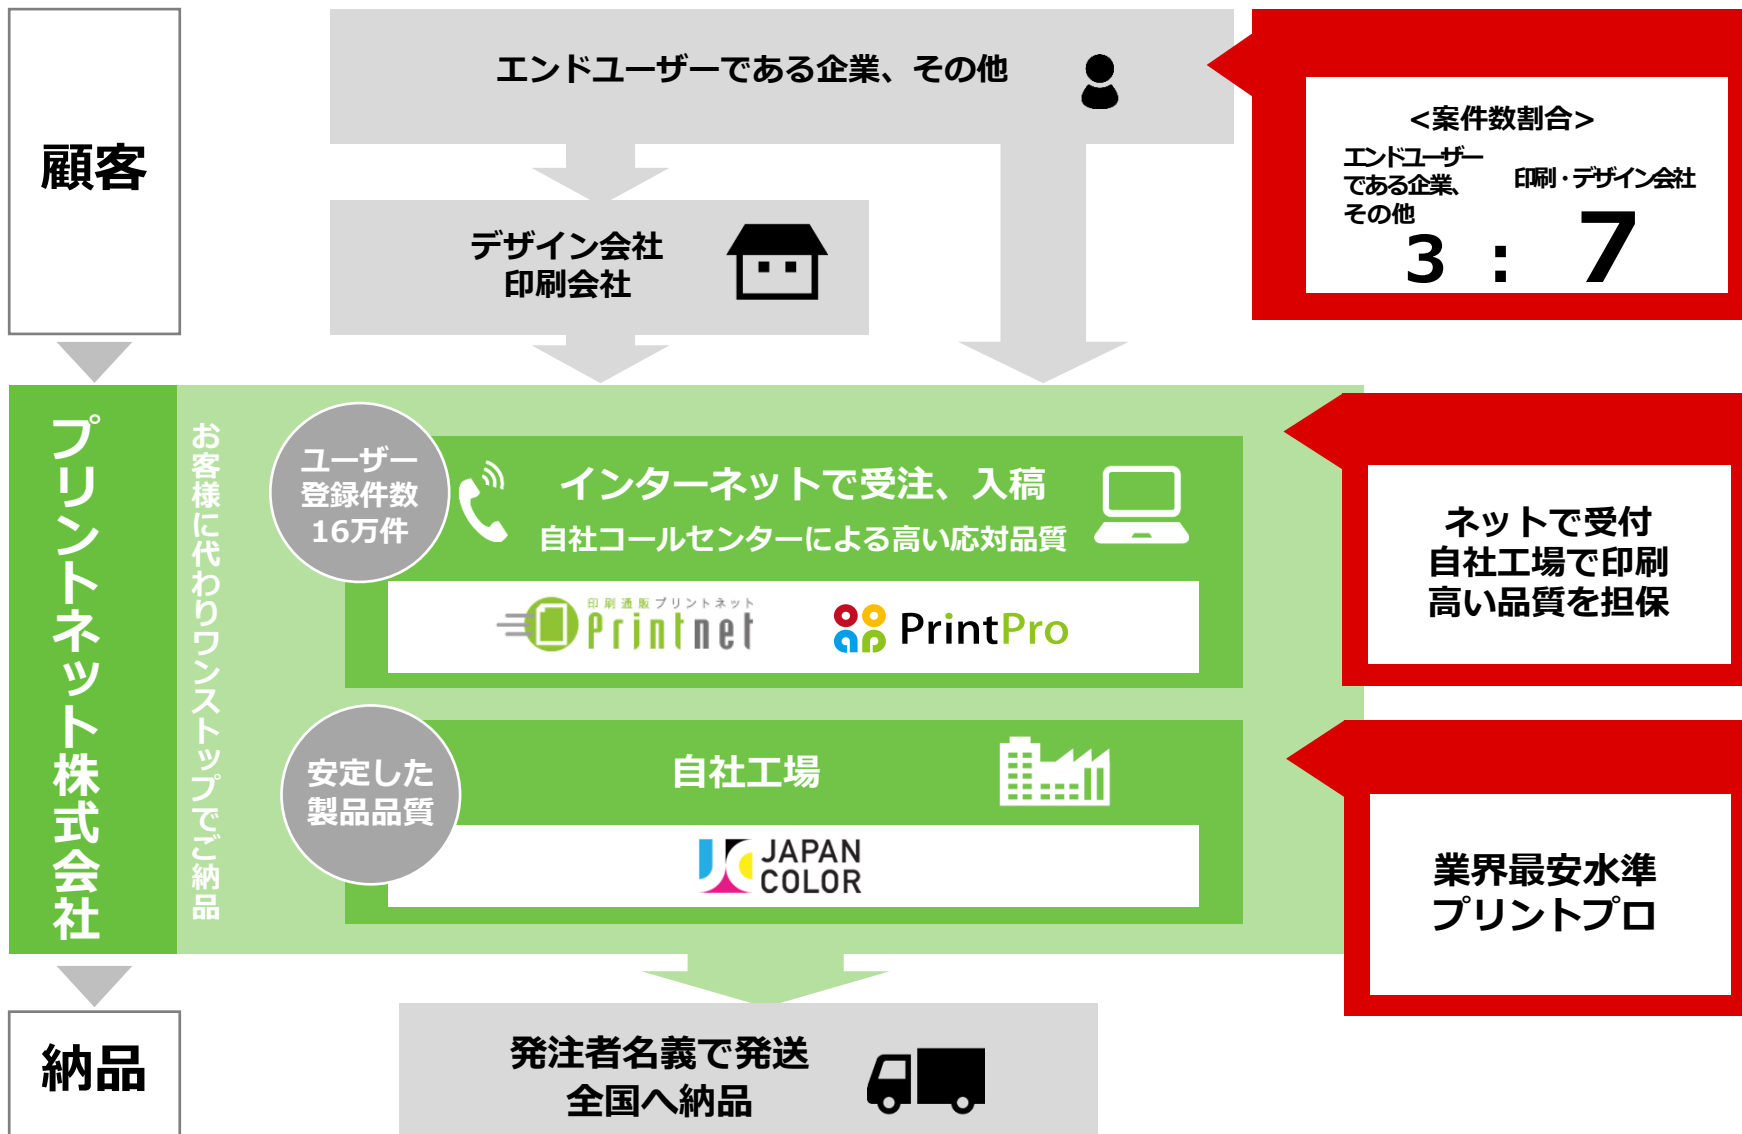 顧客
エンドユーザーである企業、その他
デザイン会社
印刷会社
<案件数割合>
エンドユーザー
である企業、
その他
印刷・デザイン会社
3 : 7
プリントネット株式会社
お客様に代わりワンストップでご納品
ユーザー
登録件数
16万件
インターネットで受注、入稿
自社コールセンターによる高い応対品質
印刷通販プリントネット
Printnet
PrintPro
ネットで受付
自社工場で印刷
高い品質を担保
安定した
製品品質
自社工場
JAPAN
COLOR
業界最安水準
プリントプロ
納品
発注者名義で発送
全国へ納品